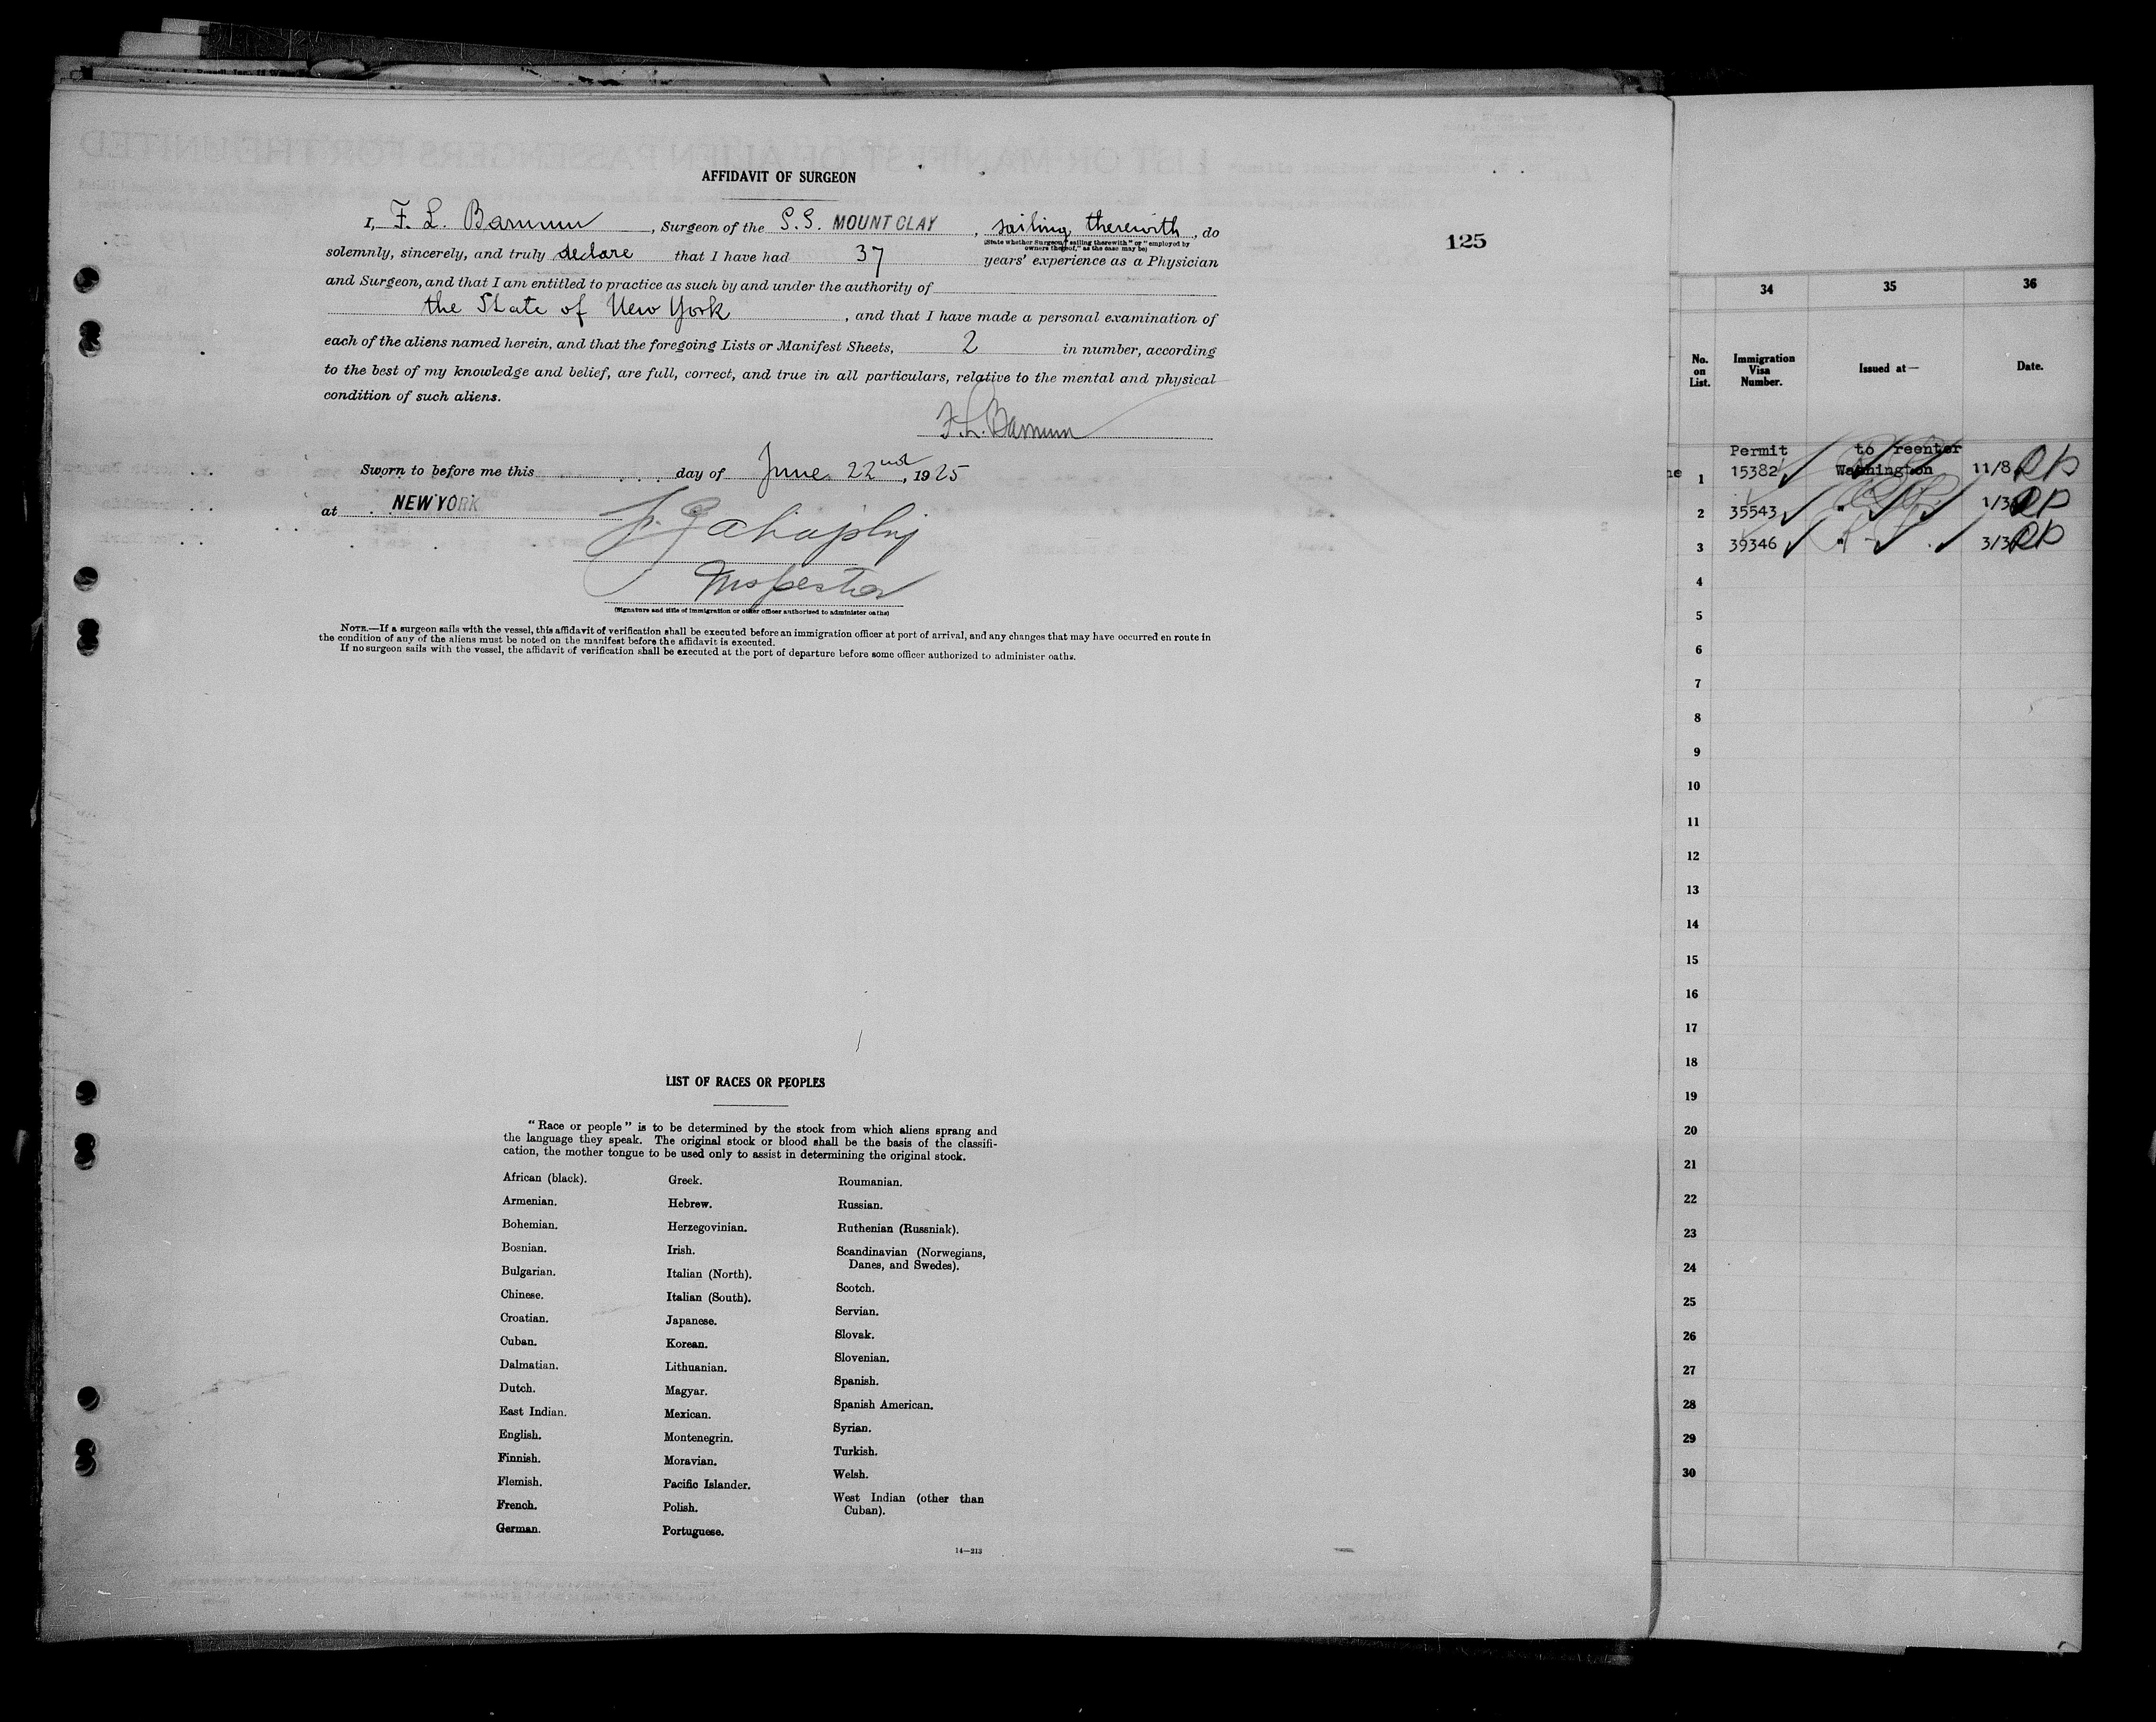 AFFIDAVIT OF SURGEON
I, F. L. Barnum, Surgeon of the S.S. MOUNT CLAY, sailing therewith, do
(State whether Surgeon "sailing therewith" or "employed by
owners thereof," as the case may be)
solemnly, sincerely, and truly declare that I have had 37 years' experience as a Physician
and Surgeon, and that I am entitled to practice as such by and under the authority of
the State of New York, and that I have made a personal examination of
each of the aliens named herein, and that the foregoing Lists or Manifest Sheets, 2 in number, according
to the best of my knowledge and belief, are full, correct, and true in all particulars, relative to the mental and physical
condition of such aliens.
F. L. Barnum
Sworn to before me this day of June 22nd, 1925
at NEW YORK
Inspector
(Signature and title of immigration or other officer authorized to administer oaths)
NOTE.—If a surgeon sails with the vessel, this affidavit of verification shall be executed before an immigration officer at port of arrival, and any changes that may have occurred en route in
the condition of any of the aliens must be noted on the manifest before the affidavit is executed.
If no surgeon sails with the vessel, the affidavit of verification shall be executed at the port of departure before some officer authorized to administer oaths.
125
LIST OF RACES OR PEOPLES
"Race or people" is to be determined by the stock from which aliens sprang and
the language they speak. The original stock or blood shall be the basis of the classifi-
cation, the mother tongue to be used only to assist in determining the original stock.
African (black).
Armenian.
Bohemian.
Bosnian.
Bulgarian.
Chinese.
Croatian.
Cuban.
Dalmatian.
Dutch.
East Indian.
English.
Finnish.
Flemish.
French.
German.
Greek.
Hebrew.
Herzegovinian.
Irish.
Italian (North).
Italian (South).
Japanese.
Korean.
Lithuanian.
Magyar.
Mexican.
Montenegrin.
Moravian.
Pacific Islander.
Polish.
Portuguese.
Roumanian.
Russian.
Ruthenian (Russniak).
Scandinavian (Norwegians,
Danes, and Swedes).
Scotch.
Servian.
Slovak.
Slovenian.
Spanish.
Spanish American.
Syrian.
Turkish.
Welsh.
West Indian (other than
Cuban).
14—213
34 35 36
No. on List. Immigration Visa Number. Issued at— Date.
Permit to reenter
1 15382 Washington 11/8
2 35543 " 1/3
3 39346 " 3/3
4
5
6
7
8
9
10
11
12
13
14
15
16
17
18
19
20
21
22
23
24
25
26
27
28
29
30